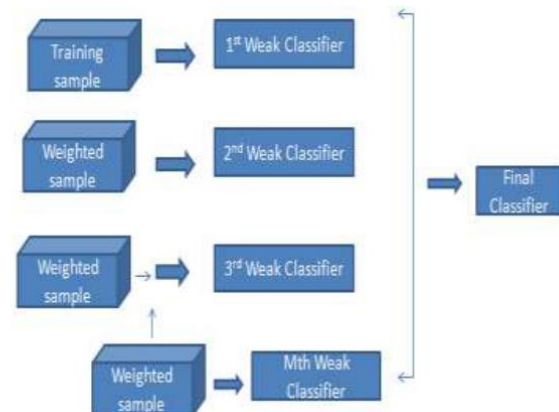 Training
sample
1st Weak Classifier
Weighted
sample
2nd Weak Classifier
Final
Classifier
Weighted
sample
3rd Weak Classifier
Weighted
sample
Mth Weak
Classifier